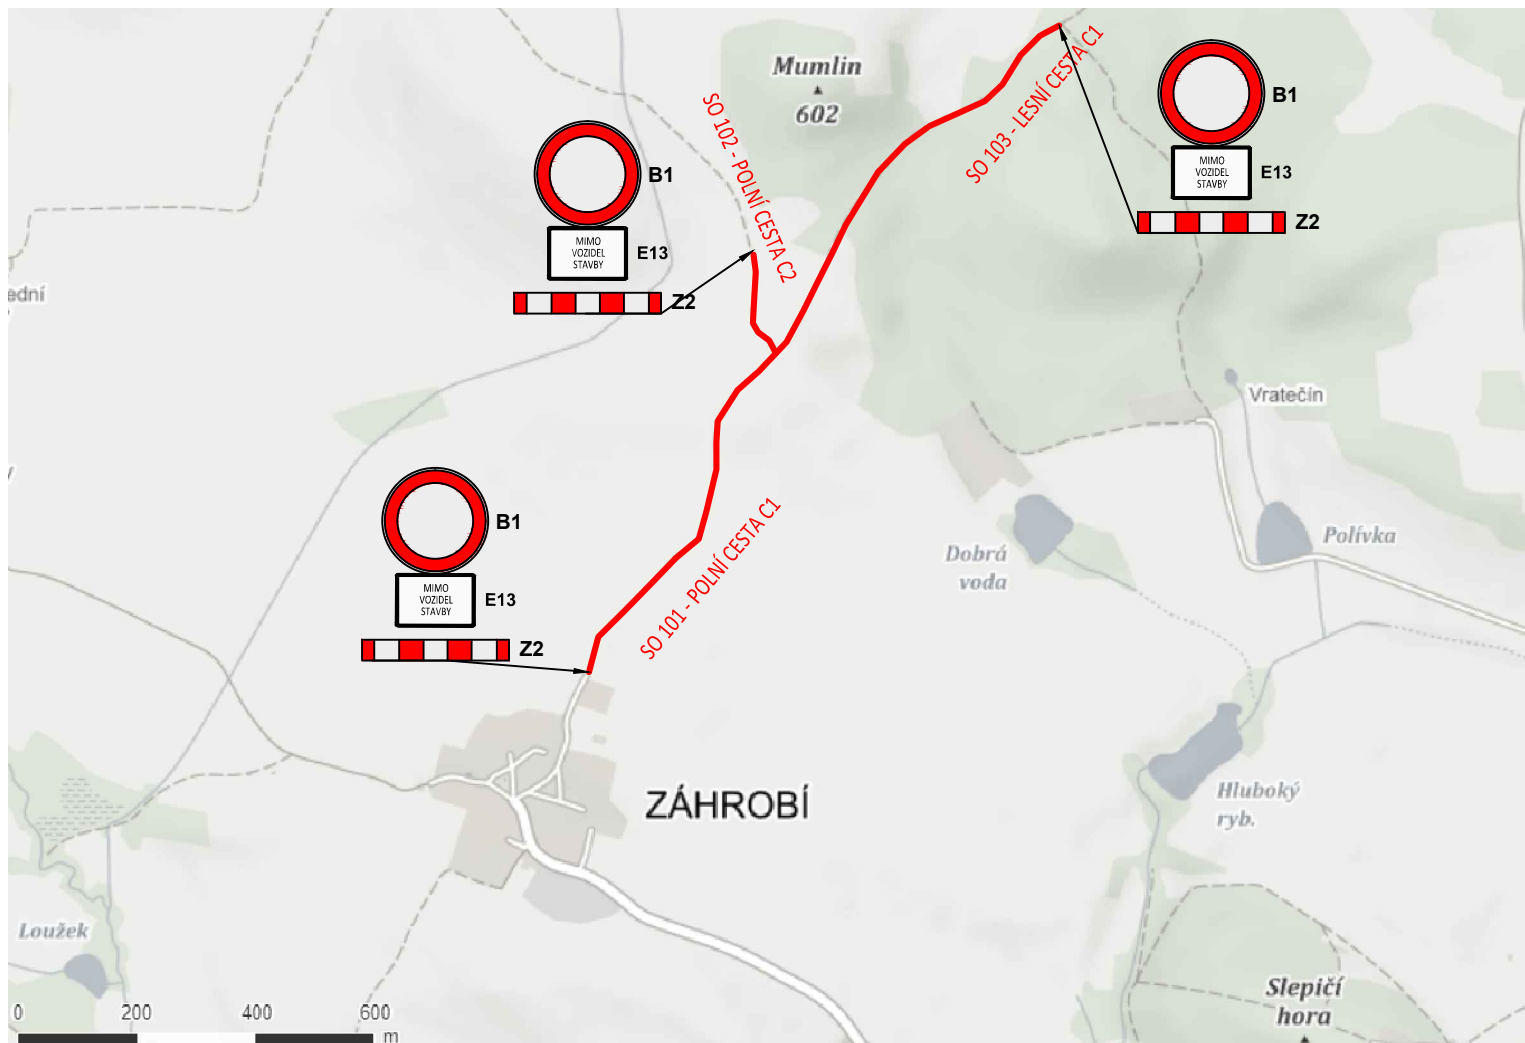 Mumlin
602
SO 103 - LESNÍ CESTA C1
B1
MIMO
VOZIDEL
STAVBY
E13
Z2
SO 102 - POLNÍ CESTA C2
B1
MIMO
VOZIDEL
STAVBY
E13
Z2
ední
Vratečín
B1
MIMO
VOZIDEL
STAVBY
E13
Z2
SO 101 - POLNÍ CESTA C1
Dobrá
voda
Polívka
ZÁHROBÍ
Hluboký
ryb.
Loužek
Slepičí
hora
0 200 400 600
m